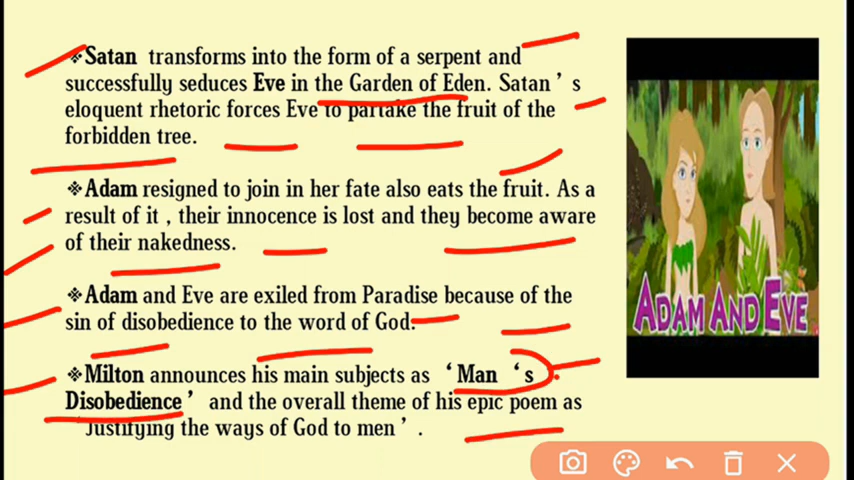 ❖Satan transforms into the form of a serpent and
successfully seduces Eve in the Garden of Eden. Satan's
eloquent rhetoric forces Eve to partake the fruit of the
forbidden tree.
❖Adam resigned to join in her fate also eats the fruit. As a
result of it , their innocence is lost and they become aware
of their nakedness.
❖Adam and Eve are exiled from Paradise because of the
sin of disobedience to the word of God.
❖Milton announces his main subjects as ‘Man ‘s
Disobedience’ and the overall theme of his epic poem as
‘Justifying the ways of God to men’.
ADAM AND EVE